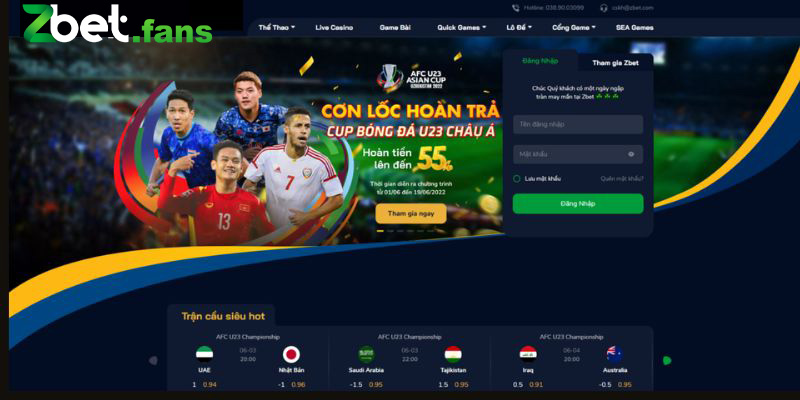 Zbet.fans
Hotline: 038.90.03099
cskh@zbet.com
Thể Thao
Live Casino
Game Bài
Quick Games
Lô Đề
Cổng Game
SEA Games
AFC U23
ASIAN CUP
UZBEKISTAN 2022
CƠN LỐC HOÀN TRẢ
CUP BÓNG ĐÁ U23 CHÂU Á
Hoàn tiền
lên đến
55%
Thời gian diễn ra chương trình
từ 01/06 đến 19/06/2022
Tham gia ngay
7
13
Đăng Nhập
Tham gia Zbet
Chúc Quý khách có một ngày ngập
tràn may mắn tại Zbet
Tên đăng nhập
Mật khẩu
Lưu mật khẩu
Quên mật khẩu?
Đăng Nhập
Trận cầu siêu hot
AFC U23 Championship
06-03
20:00
UAE
Nhật Bản
1 0.94
-1 0.96
AFC U23 Championship
06-03
22:00
Saudi Arabia
Tajikistan
-1.5 0.95
1.5 0.95
AFC U23 Championship
06-04
20:00
Iraq
Australia
0.5 0.91
-0.5 0.95